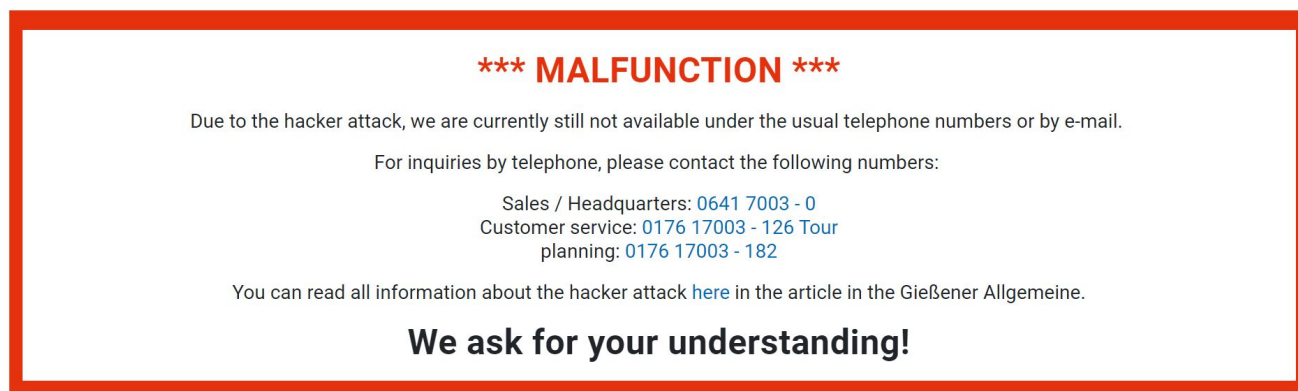 *** MALFUNCTION ***
Due to the hacker attack, we are currently still not available under the usual telephone numbers or by e-mail.
For inquiries by telephone, please contact the following numbers:
Sales / Headquarters: 0641 7003 - 0
Customer service: 0176 17003 - 126 Tour
planning: 0176 17003 - 182
You can read all information about the hacker attack here in the article in the Gießener Allgemeine.
We ask for your understanding!